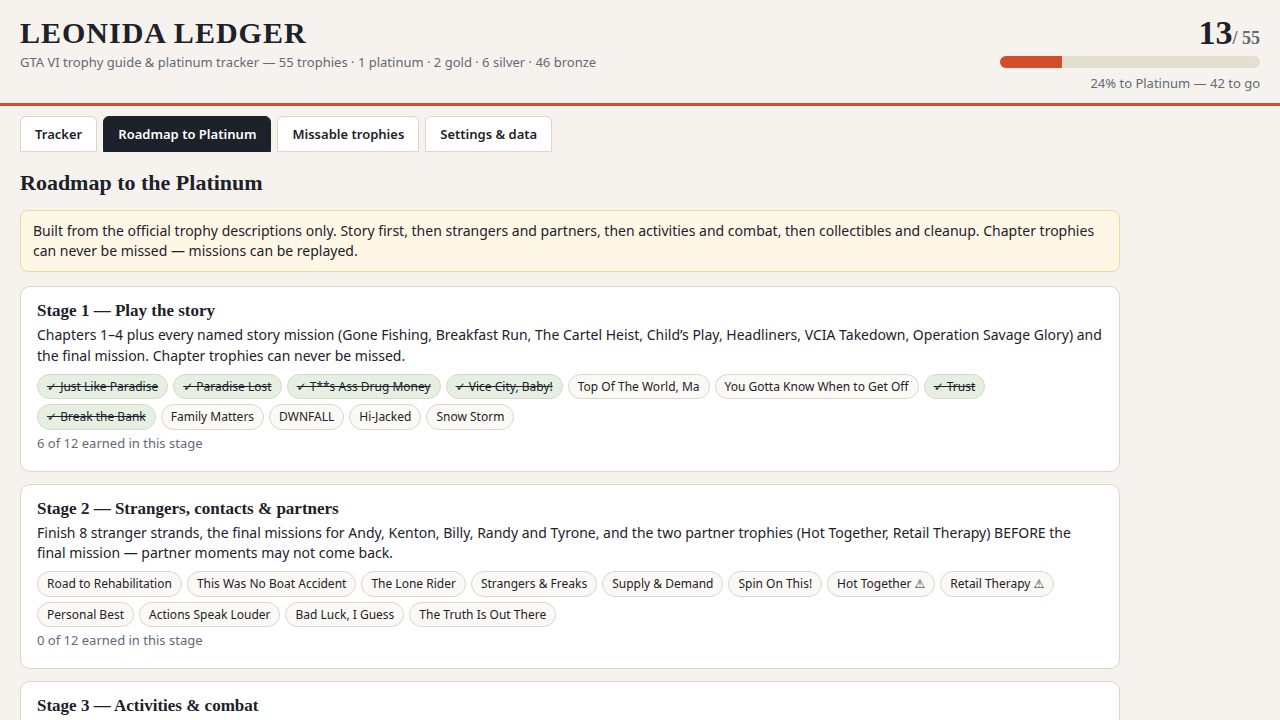 LEONIDA LEDGER
GTA VI trophy guide & platinum tracker — 55 trophies · 1 platinum · 2 gold · 6 silver · 46 bronze
13/ 55
24% to Platinum — 42 to go
Tracker
Roadmap to Platinum
Missable trophies
Settings & data
Roadmap to the Platinum
Built from the official trophy descriptions only. Story first, then strangers and partners, then activities and combat, then collectibles and cleanup. Chapter trophies
can never be missed — missions can be replayed.
Stage 1 — Play the story
Chapters 1–4 plus every named story mission (Gone Fishing, Breakfast Run, The Cartel Heist, Child’s Play, Headliners, VCIA Takedown, Operation Savage Glory) and
the final mission. Chapter trophies can never be missed.
✓ Just Like Paradise ✓ Paradise Lost ✓ T**s Ass Drug Money ✓ Vice City, Baby! Top Of The World, Ma You Gotta Know When to Get Off ✓ Trust
✓ Break the Bank Family Matters DWNFALL Hi-Jacked Snow Storm
6 of 12 earned in this stage
Stage 2 — Strangers, contacts & partners
Finish 8 stranger strands, the final missions for Andy, Kenton, Billy, Randy and Tyrone, and the two partner trophies (Hot Together, Retail Therapy) BEFORE the
final mission — partner moments may not come back.
Road to Rehabilitation This Was No Boat Accident The Lone Rider Strangers & Freaks Supply & Demand Spin On This! Hot Together ⚠ Retail Therapy ⚠
Personal Best Actions Speak Louder Bad Luck, I Guess The Truth Is Out There
0 of 12 earned in this stage
Stage 3 — Activities & combat